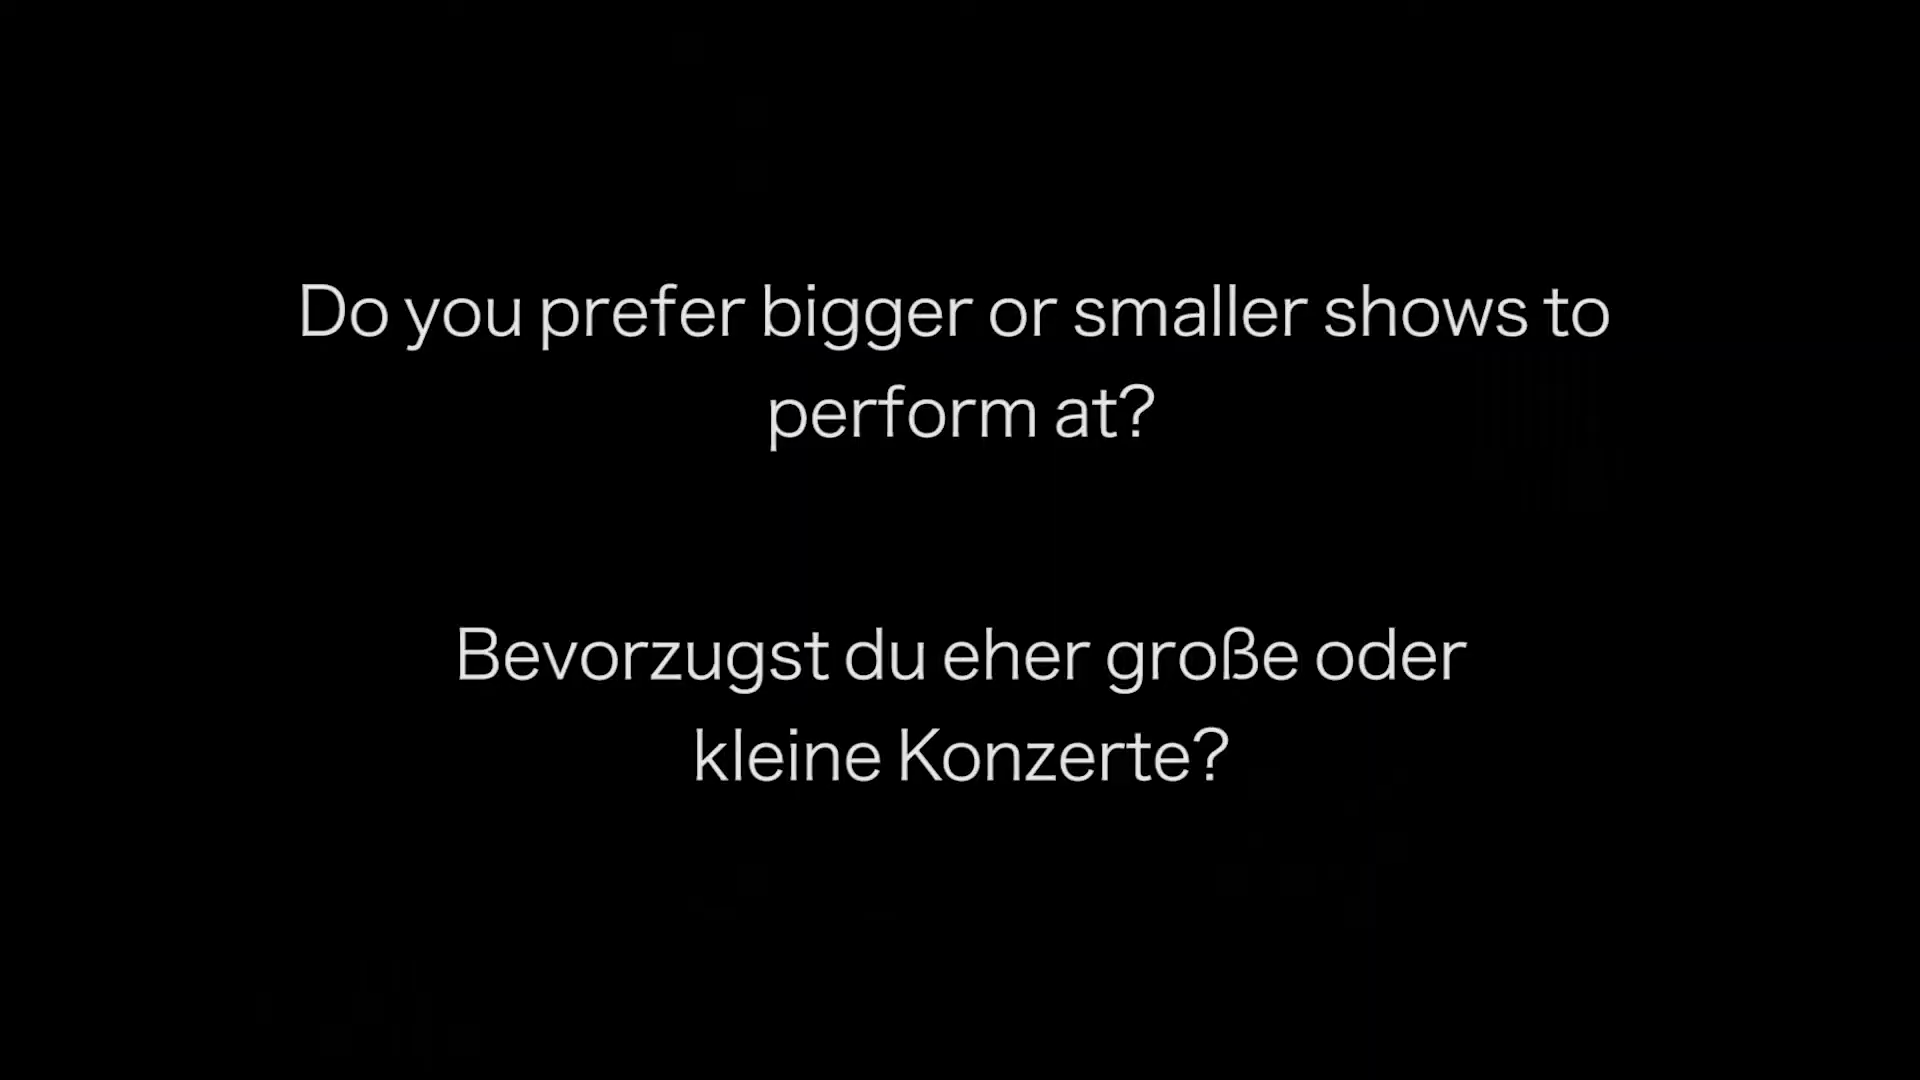 Do you prefer bigger or smaller shows to
perform at?
Bevorzugst du eher große oder
kleine Konzerte?